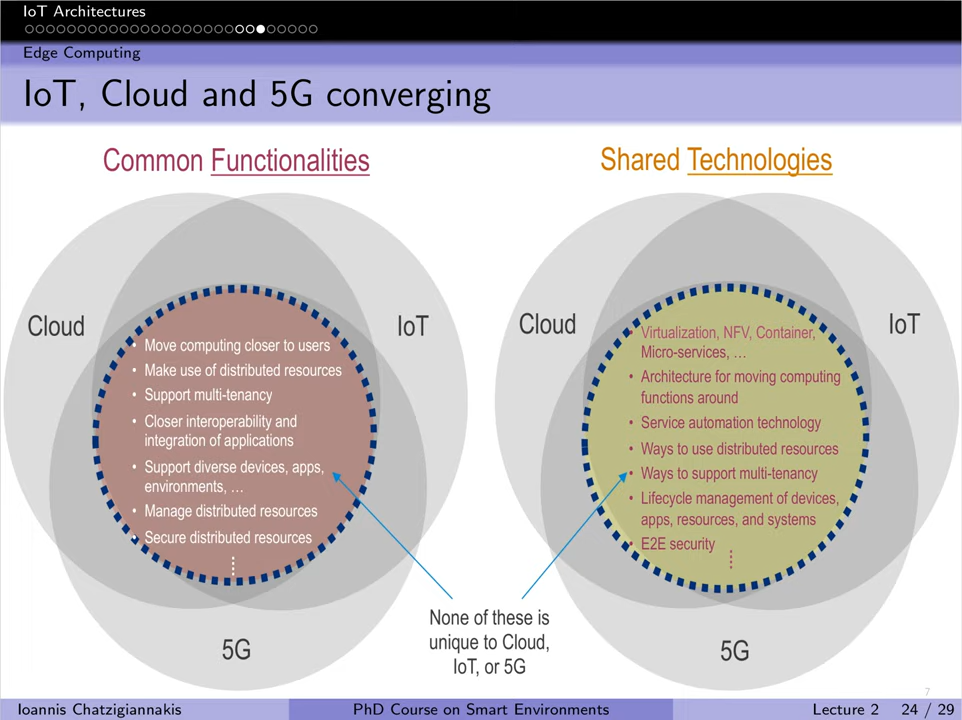 IoT Architectures
Edge Computing
IoT, Cloud and 5G converging
Common Functionalities
Cloud
IoT
• Move computing closer to users
• Make use of distributed resources
• Support multi-tenancy
• Closer interoperability and
integration of applications
• Support diverse devices, apps,
environments, …
• Manage distributed resources
• Secure distributed resources
5G
Shared Technologies
Cloud
IoT
• Virtualization, NFV, Container,
Micro-services, …
• Architecture for moving computing
functions around
• Service automation technology
• Ways to use distributed resources
• Ways to support multi-tenancy
• Lifecycle management of devices,
apps, resources, and systems
• E2E security
5G
None of these is
unique to Cloud,
IoT, or 5G
7
Ioannis Chatzigiannakis
PhD Course on Smart Environments
Lecture 2 24 / 29